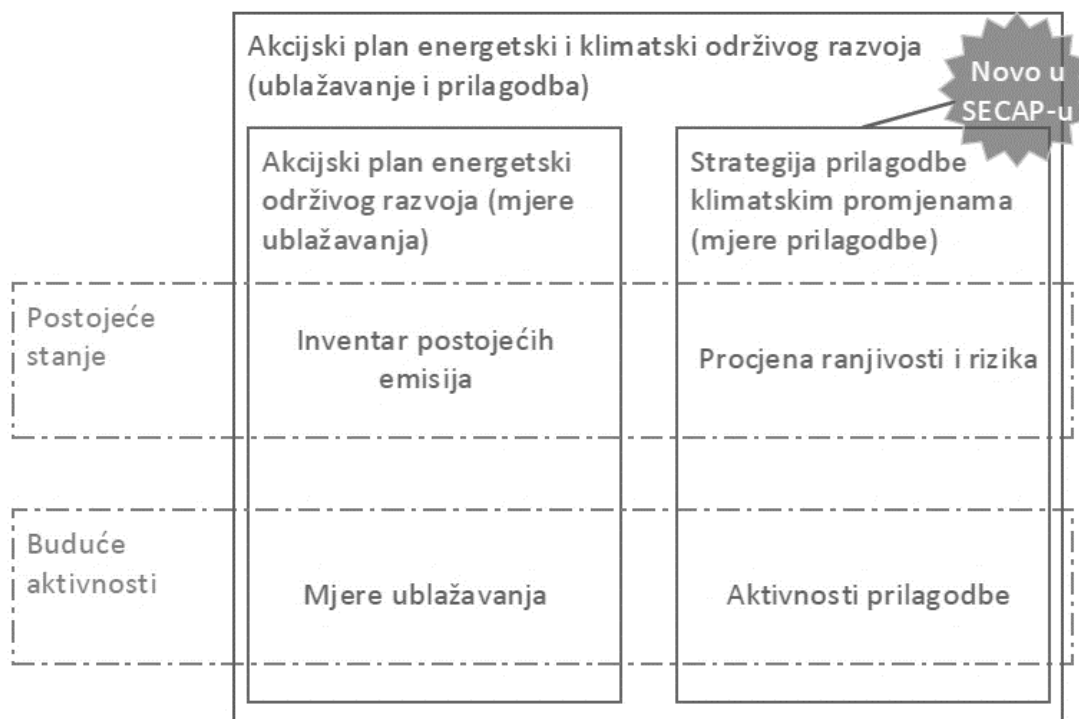 Akcijski plan energetski i klimatski održivog razvoja
(ublažavanje i prilagodba)
Novo u
SECAP-u
Akcijski plan energetski
održivog razvoja (mjere
ublažavanja)
Strategija prilagodbe
klimatskim promjenama
(mjere prilagodbe)
Postojeće
stanje
Inventar postojećih
emisija
Procjena ranjivosti i rizika
Buduće
aktivnosti
Mjere ublažavanja
Aktivnosti prilagodbe